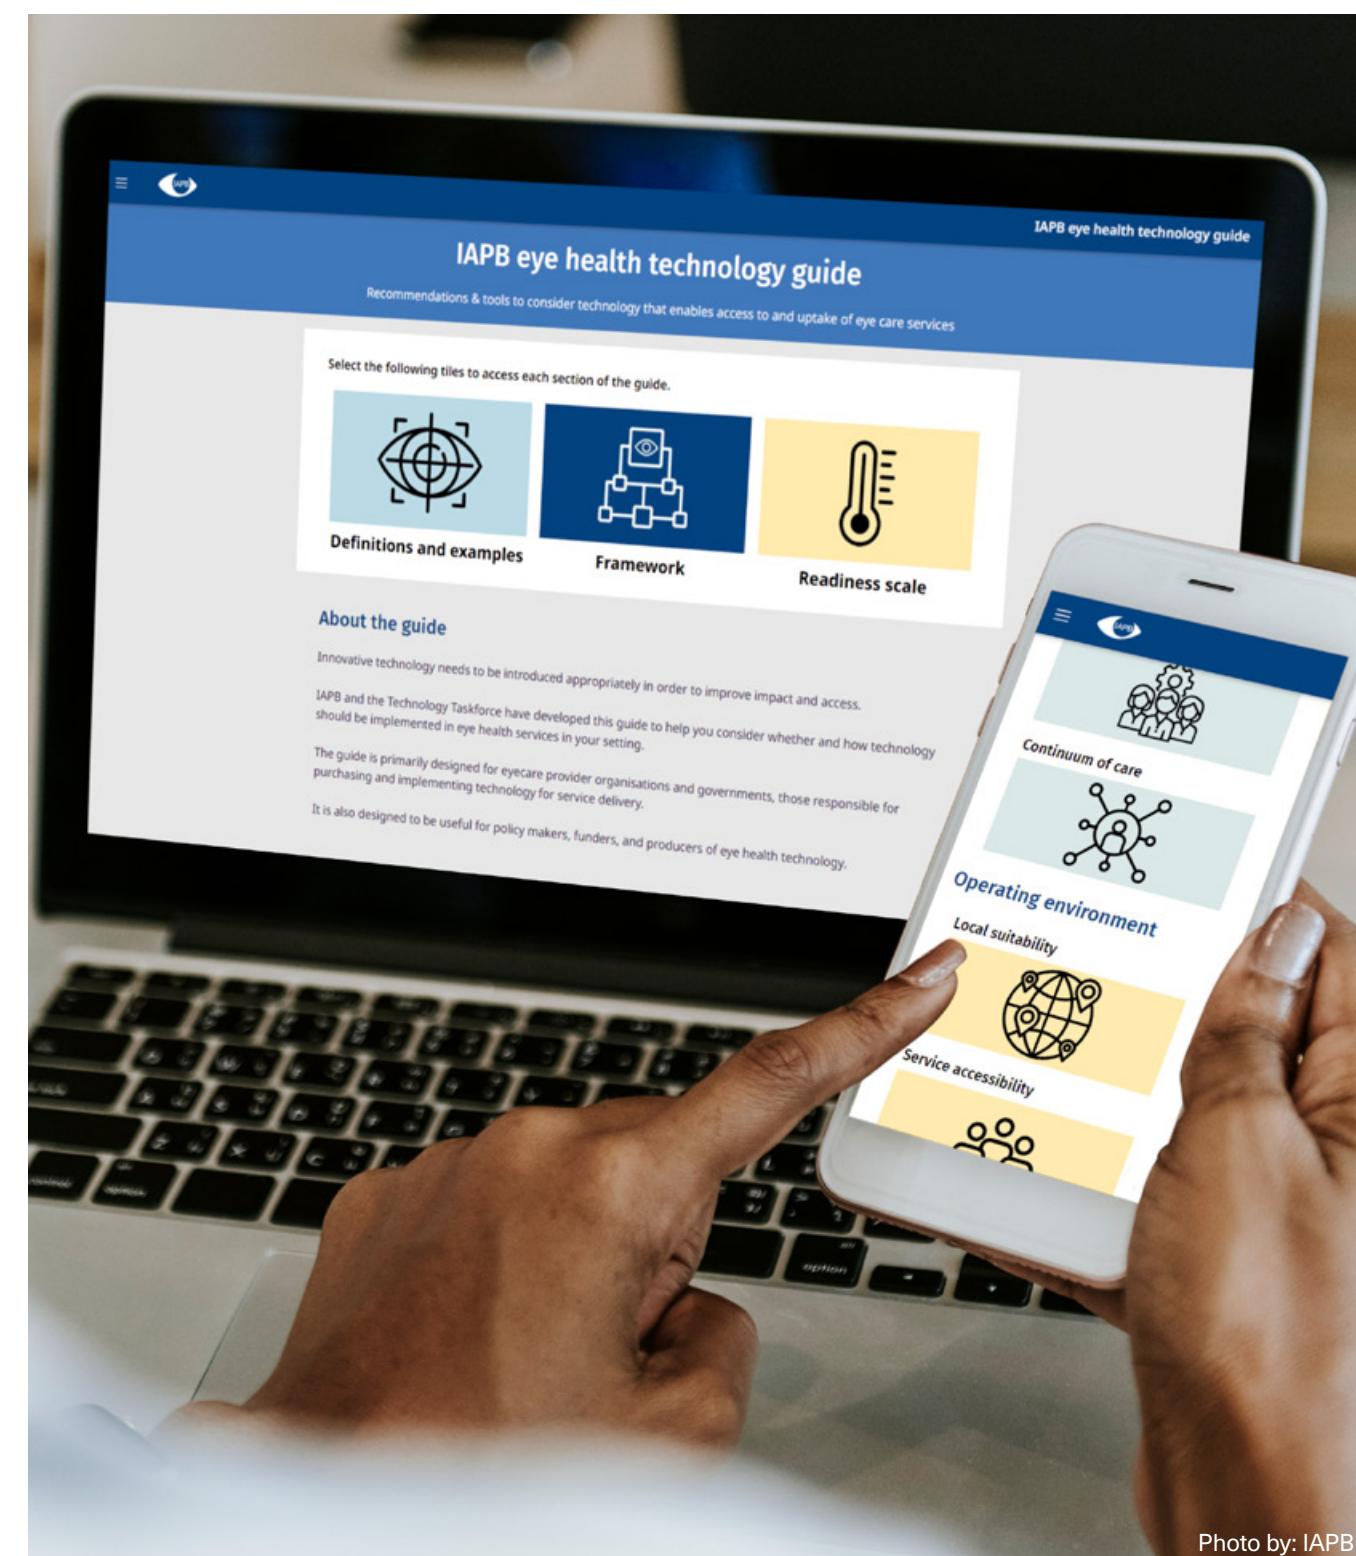 IAPB
IAPB eye health technology guide
IAPB eye health technology guide
Recommendations & tools to consider technology that enables access to and uptake of eye care services
Select the following tiles to access each section of the guide.
Definitions and examples
Framework
Readiness scale
About the guide
Innovative technology needs to be introduced appropriately in order to improve impact and access.
IAPB and the Technology Taskforce have developed this guide to help you consider whether and how technology
should be implemented in eye health services in your setting.
The guide is primarily designed for eyecare provider organisations and governments, those responsible for
purchasing and implementing technology for service delivery.
It is also designed to be useful for policy makers, funders, and producers of eye health technology.
IAPB
Continuum of care
Operating environment
Local suitability
Service accessibility
option
option
Photo by: IAPB